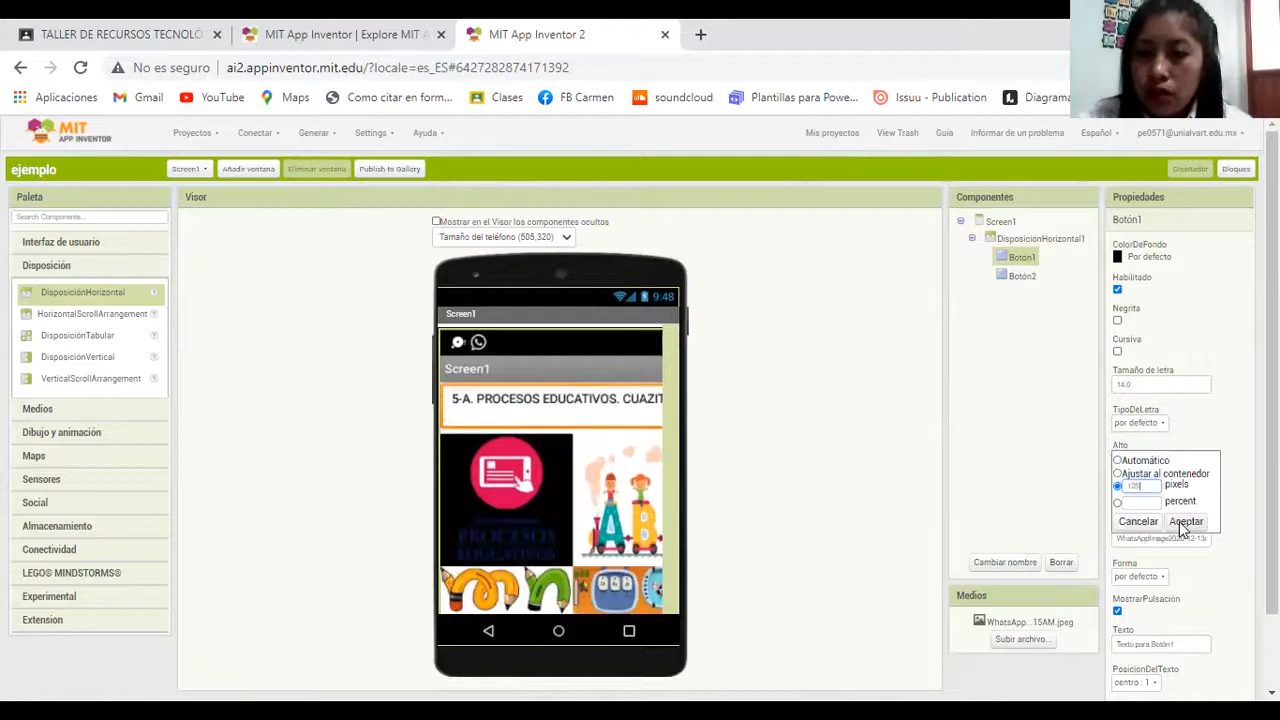 TALLER DE RECURSOS TECNOLÓ
MIT App Inventor | Explore MIT A
MIT App Inventor 2
No es seguro
ai2.appinventor.mit.edu/?locale=es_ES#6427282874171392
Aplicaciones
Gmail
YouTube
Maps
Como citar en form...
Clases
FB Carmen
soundcloud
Plantillas para Powe...
Issuu - Publication
Diagrama
MIT
APP INVENTOR
Proyectos
Conectar
Generar
Settings
Ayuda
Mis proyectos
View Trash
Guía
Informar de un problema
Español
pe0571@unialvart.edu.mx
ejemplo
Screen1
Añadir ventana
Eliminar ventana
Publish to Gallery
Diseñador
Bloques
Paleta
Search Components...
Interfaz de usuario
Disposición
DisposiciónHorizontal
HorizontalScrollArrangement
DisposiciónTabular
DisposiciónVertical
VerticalScrollArrangement
Medios
Dibujo y animación
Maps
Sensores
Social
Almacenamiento
Conectividad
LEGO® MINDSTORMS®
Experimental
Extension
Visor
Mostrar en el Visor los componentes ocultos
Tamaño del teléfono (505,320)
9:48
Screen1
Screen1
5-A. PROCESOS EDUCATIVOS. CUAZIT
A B
Componentes
Screen1
DisposiciónHorizontal1
Botón1
Botón2
Cambiar nombre
Borrar
Medios
WhatsApp...15AM.jpeg
Subir archivo...
Propiedades
Botón1
ColorDeFondo
Por defecto
Habilitado
Negrita
Cursiva
Tamaño de letra
14.0
TipoDeLetra
por defecto
Alto
Automático
Ajustar al contenedor
125 pixels
percent
Cancelar
Aceptar
Forma
por defecto
MostrarPulsación
Texto
Texto para Botón1
PosiciónDelTexto
centro : 1